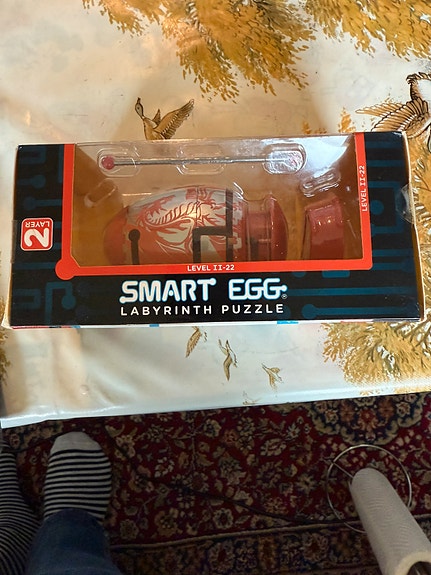 LEVEL II-22
2
LAYER
LEVEL II-22
SMART EGG®
LABYRINTH PUZZLE